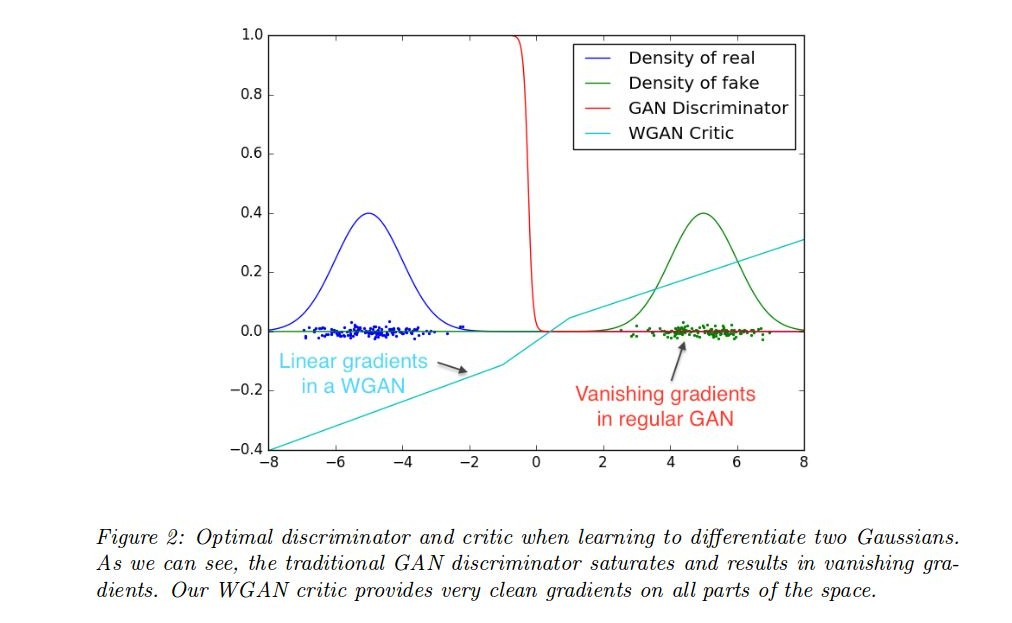 1.0
0.8
0.6
0.4
0.2
0.0
−0.2
−0.4
−8 −6 −4 −2 0 2 4 6 8
Density of real
Density of fake
GAN Discriminator
WGAN Critic
Linear gradients
in a WGAN
Vanishing gradients
in regular GAN
Figure 2: Optimal discriminator and critic when learning to differentiate two Gaussians.
As we can see, the traditional GAN discriminator saturates and results in vanishing gra-
dients. Our WGAN critic provides very clean gradients on all parts of the space.